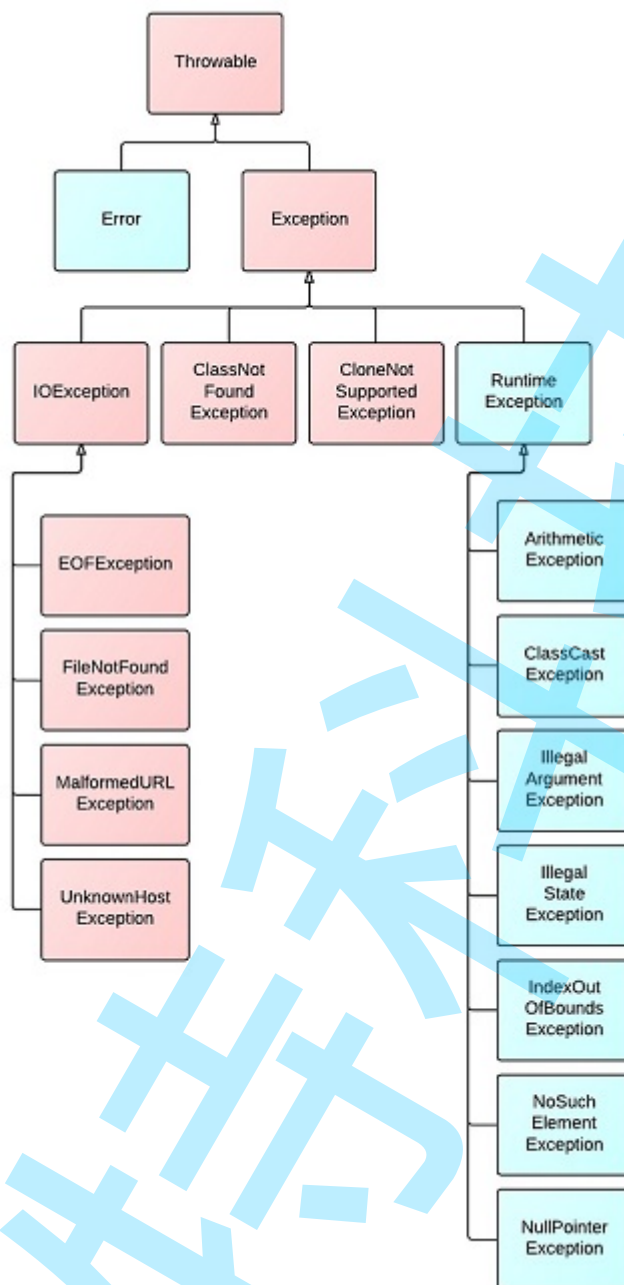 Throwable
Error
Exception
IOException
ClassNot
Found
Exception
CloneNot
Supported
Exception
Runtime
Exception
EOFException
FileNotFound
Exception
MalformedURL
Exception
UnknownHost
Exception
Arithmetic
Exception
ClassCast
Exception
Illegal
Argument
Exception
Illegal
State
Exception
IndexOut
OfBounds
Exception
NoSuch
Element
Exception
NullPointer
Exception